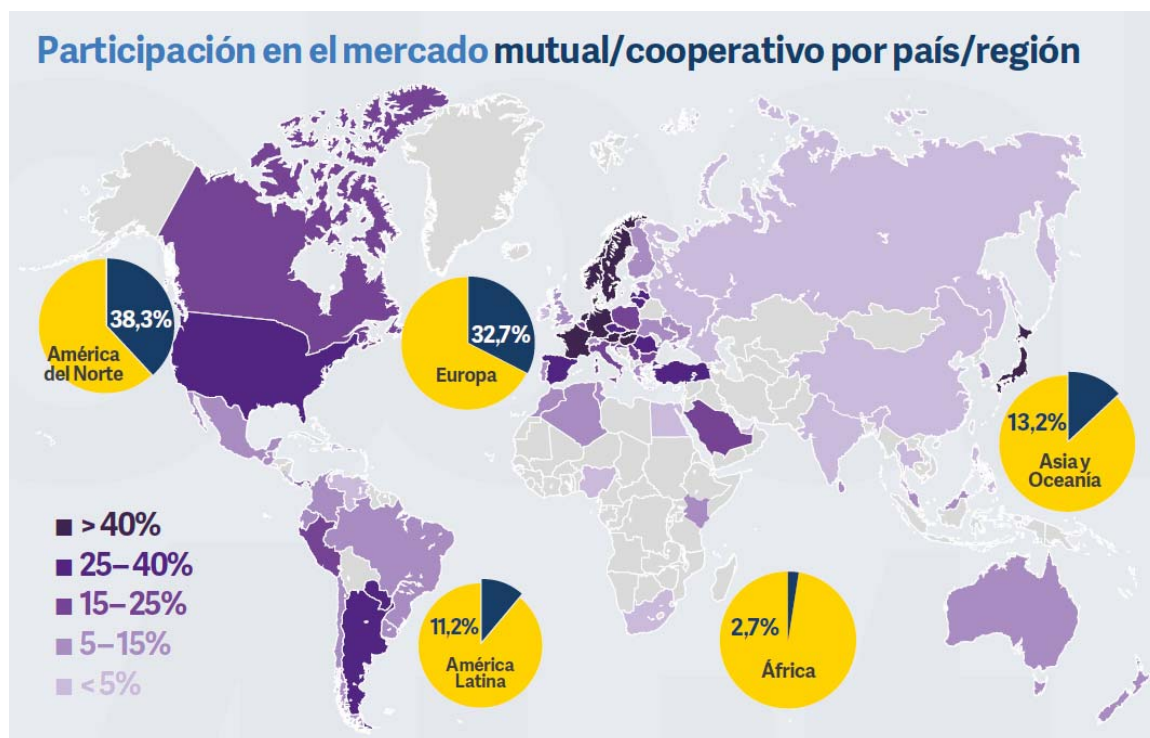 Participación en el mercado mutual/cooperativo por país/región
38,3%
América
del Norte
32,7%
Europa
13,2%
Asia y
Oceanía
> 40%
25–40%
15–25%
5–15%
< 5%
11,2%
América
Latina
2,7%
África